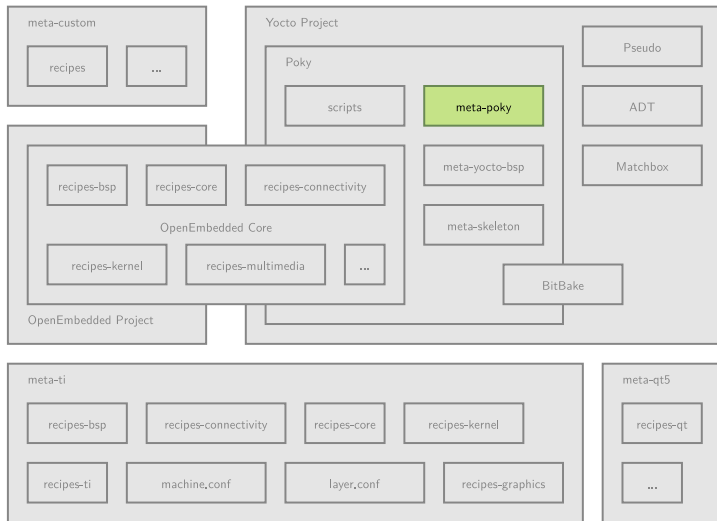 meta-custom
recipes
...
Yocto Project
Poky
scripts
meta-poky
meta-yocto-bsp
meta-skeleton
BitBake
Pseudo
ADT
Matchbox
recipes-bsp
recipes-core
recipes-connectivity
OpenEmbedded Core
recipes-kernel
recipes-multimedia
...
OpenEmbedded Project
meta-ti
recipes-bsp
recipes-connectivity
recipes-core
recipes-kernel
recipes-ti
machine.conf
layer.conf
recipes-graphics
meta-qt5
recipes-qt
...